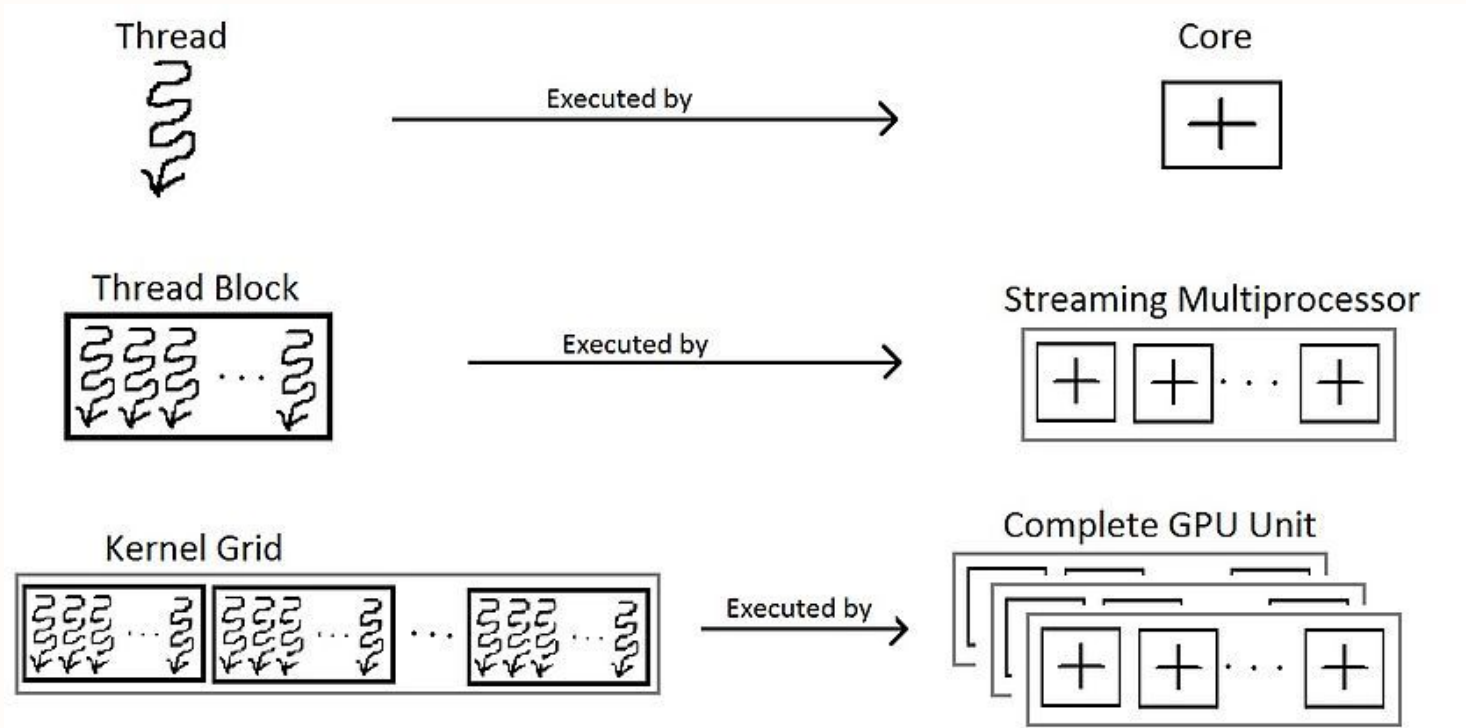 Thread
Executed by
Core
Thread Block
Executed by
Streaming Multiprocessor
Kernel Grid
Executed by
Complete GPU Unit